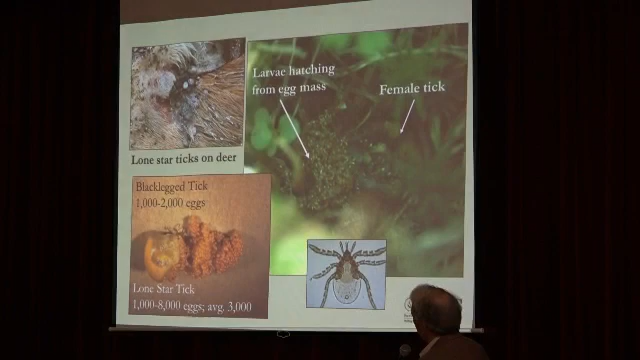 Larvae hatching
from egg mass
Female tick
Lone star ticks on deer
Blacklegged Tick
1,000-2,000 eggs
Lone Star Tick
1,000-8,000 eggs; avg. 3,000